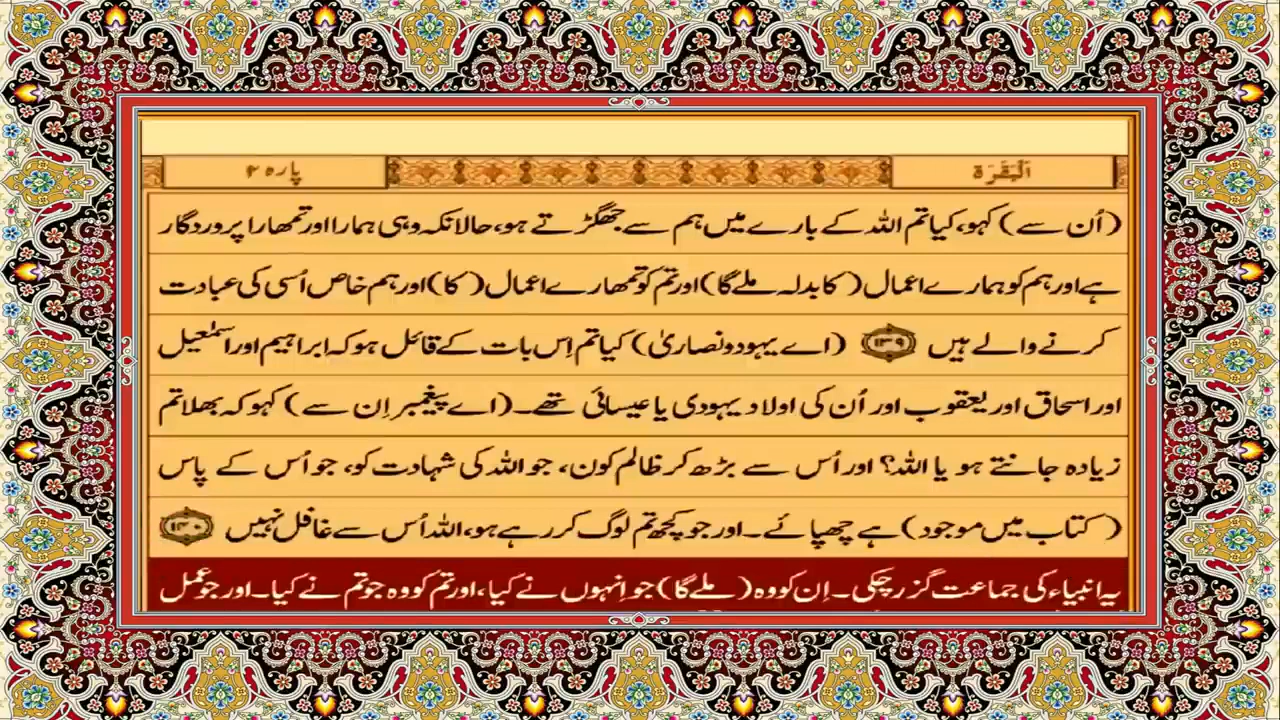 اَلْبَقَرَة
پارہ ۲
(اُن سے) کہو، کیا تم اللہ کے بارے میں ہم سے جھگڑتے ہو، حالانکہ وہی ہمارا اور تمھارا پروردگار
ہے اور ہم کو ہمارے اعمال (کا بدلہ ملے گا) اور تم کو تمھارے اعمال (کا) اور ہم خاص اُسی کی عبادت
کرنے والے ہیں ۱۳۹ (اے یہود و نصاریٰ) کیا تم اِس بات کے قائل ہو کہ ابراہیم اور اسمٰعیل
اور اسحاق اور یعقوب اور اُن کی اولاد یہودی یا عیسائی تھے۔ (اے پیغمبر اِن سے) کہو کہ بھلا تم
زیادہ جانتے ہو یا اللہ؟ اور اُس سے بڑھ کر ظالم کون، جو اللہ کی شہادت کو، جو اُس کے پاس
(کتاب میں موجود) ہے چھپائے۔ اور جو کچھ تم لوگ کر رہے ہو، اللہ اُس سے غافل نہیں ۱۴۰
یہ انبیاء کی جماعت گزر چکی۔ اِن کو وہ (ملے گا) جو اِنہوں نے کیا، اور تم کو وہ جو تم نے کیا۔ اور جو عمل